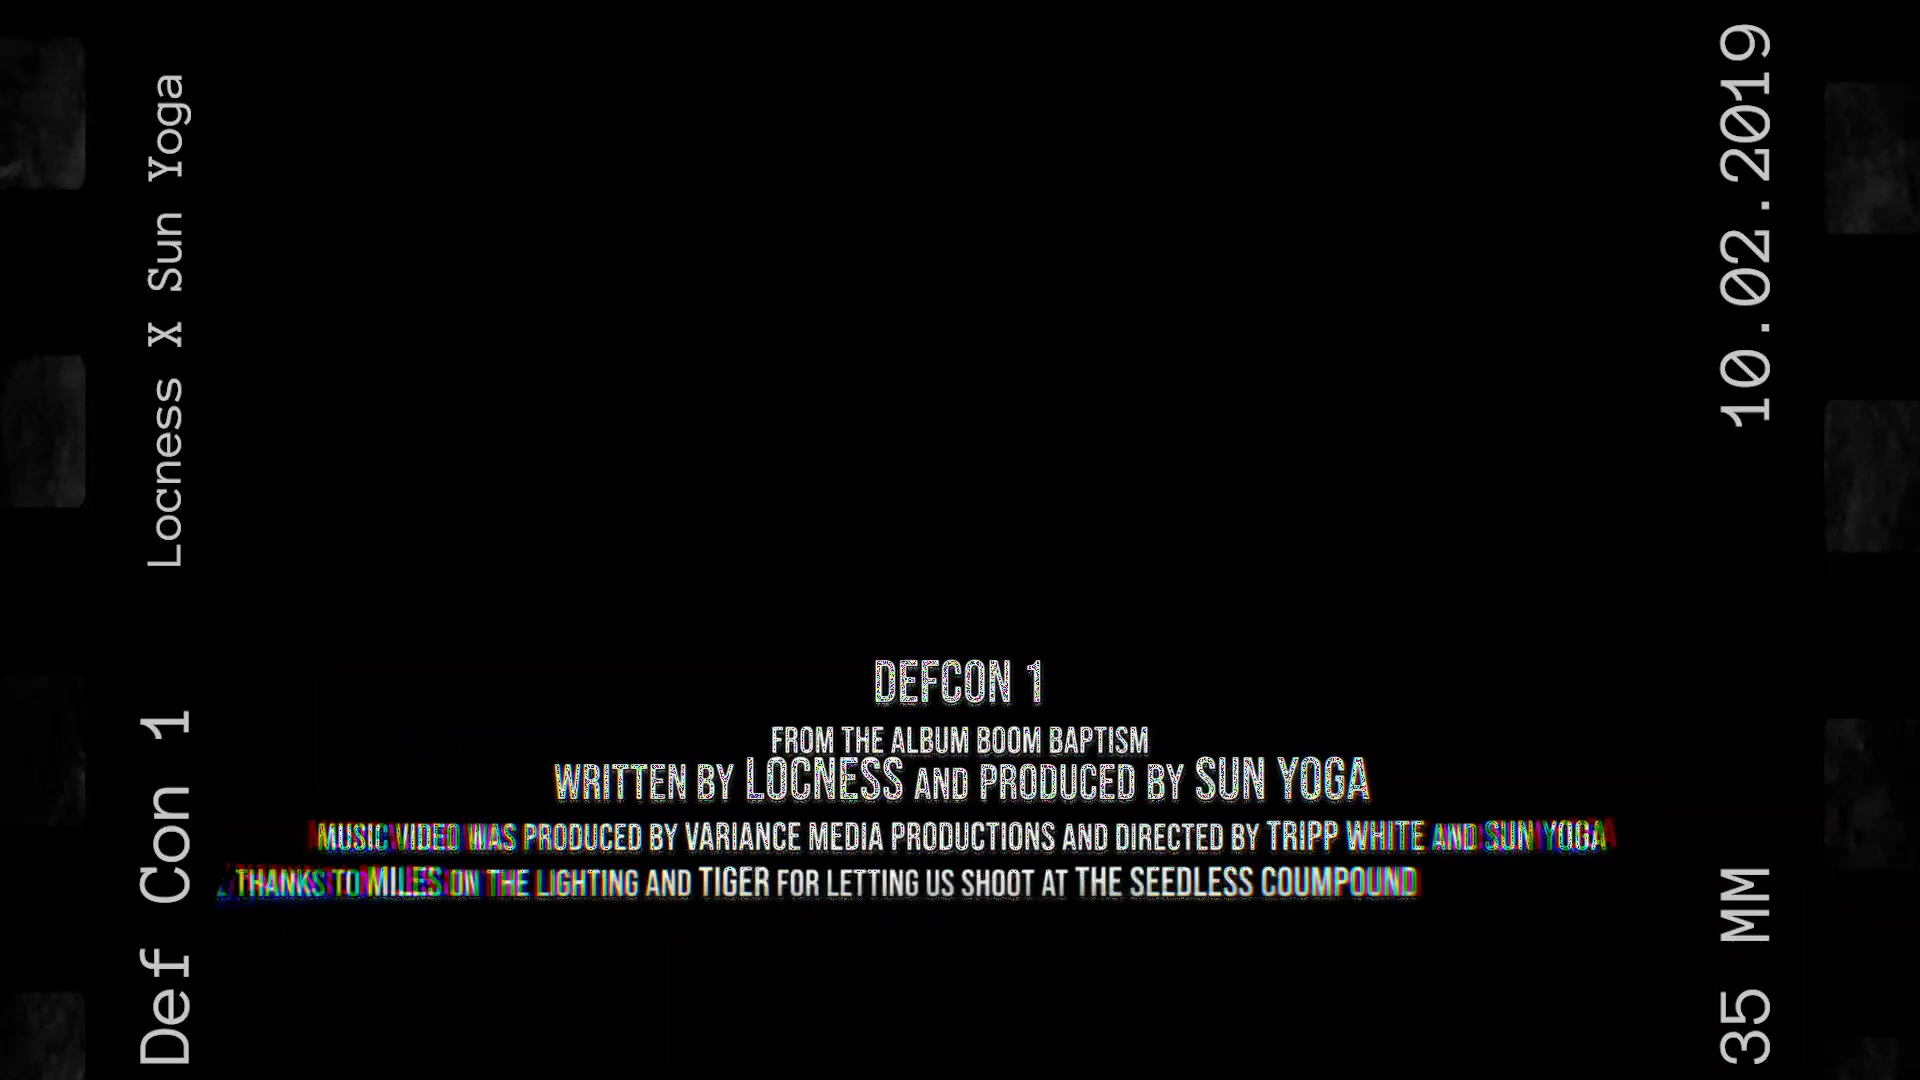 Locness X Sun Yoga
Def Con 1
10.02.2019
35 MM
DEFCON 1
FROM THE ALBUM BOOM BAPTISM
WRITTEN BY LOCNESS AND PRODUCED BY SUN YOGA
MUSIC VIDEO WAS PRODUCED BY VARIANCE MEDIA PRODUCTIONS AND DIRECTED BY TRIPP WHITE AND SUN YOGA
THANKS TO MILES ON THE LIGHTING AND TIGER FOR LETTING US SHOOT AT THE SEEDLESS COUMPOUND